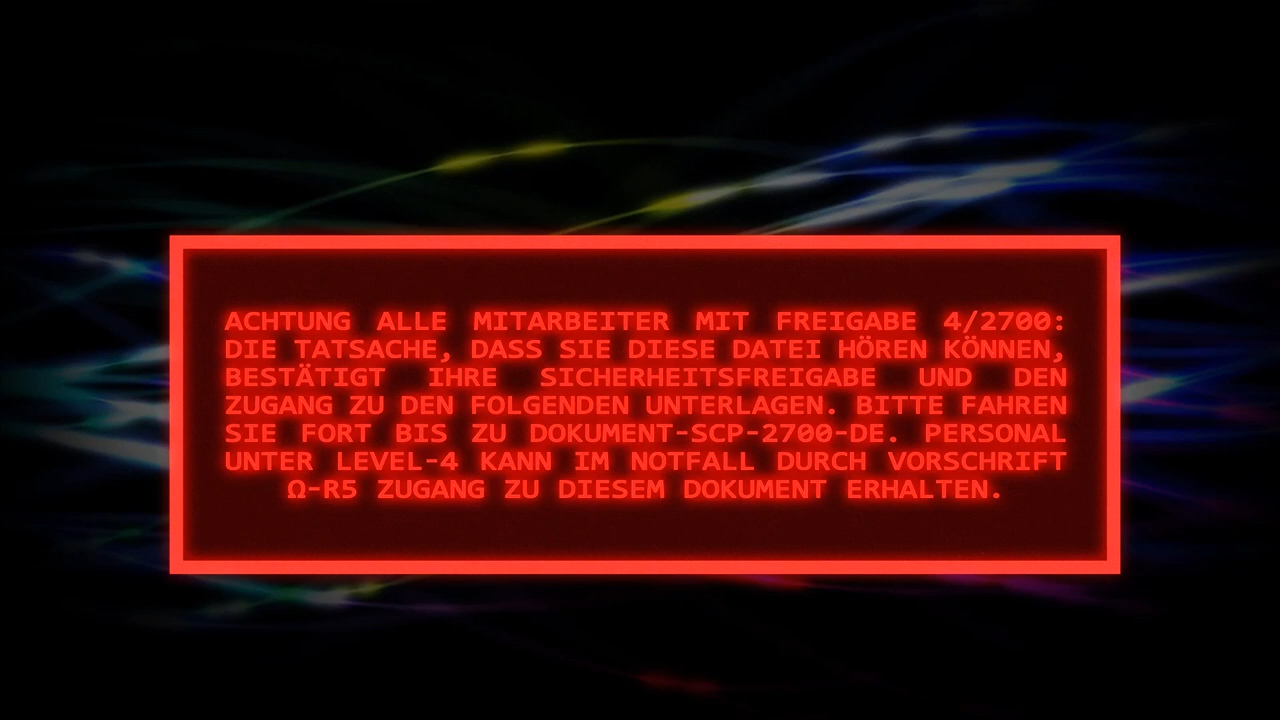 ACHTUNG ALLE MITARBEITER MIT FREIGABE 4/2700:
DIE TATSACHE, DASS SIE DIESE DATEI HÖREN KÖNNEN,
BESTÄTIGT IHRE SICHERHEITSFREIGABE UND DEN
ZUGANG ZU DEN FOLGENDEN UNTERLAGEN. BITTE FAHREN
SIE FORT BIS ZU DOKUMENT-SCP-2700-DE. PERSONAL
UNTER LEVEL-4 KANN IM NOTFALL DURCH VORSCHRIFT
Ω-R5 ZUGANG ZU DIESEM DOKUMENT ERHALTEN.